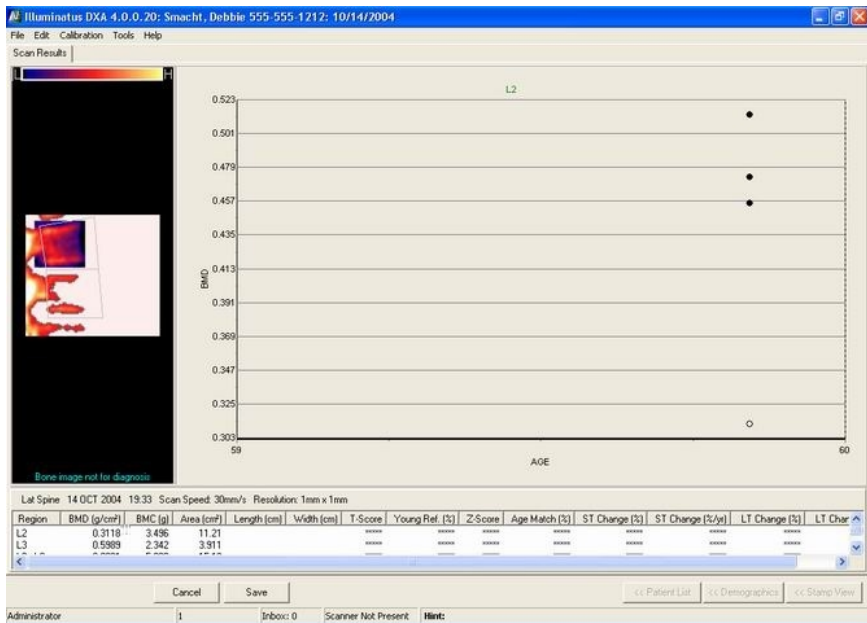 Illuminatus DXA 4.0.0.20: Smacht, Debbie 555-555-1212: 10/14/2004
File Edit Calibration Tools Help
Scan Results
L H
L2
0.523
0.501
0.479
0.457
0.435
0.413
0.391
0.369
0.347
0.325
0.303
BMD
59 60
AGE
Bone image not for diagnosis
Lat Spine 14 OCT 2004 19:33 Scan Speed: 30mm/s Resolution: 1mm x 1mm
Region BMD (g/cm²) BMC (g) Area (cm²) Length (cm) Width (cm) T-Score Young Ref. (%) Z-Score Age Match (%) ST Change (%) ST Change (%/yr) LT Change (%) LT Char
L2 0.3118 3.496 11.21 ***** ***** ***** ***** ***** ***** *****
L3 0.5989 2.342 3.911 ***** ***** ***** ***** ***** ***** *****
Cancel Save << Patient List << Demographics << Stamp View
Administrator 1 Inbox: 0 Scanner Not Present Hint: